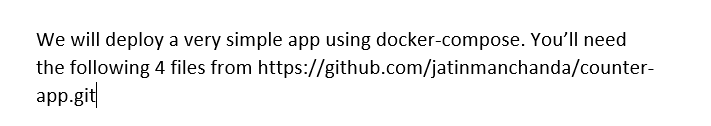 We will deploy a very simple app using docker-compose. You’ll need
the following 4 files from https://github.com/jatinmanchanda/counter-
app.git